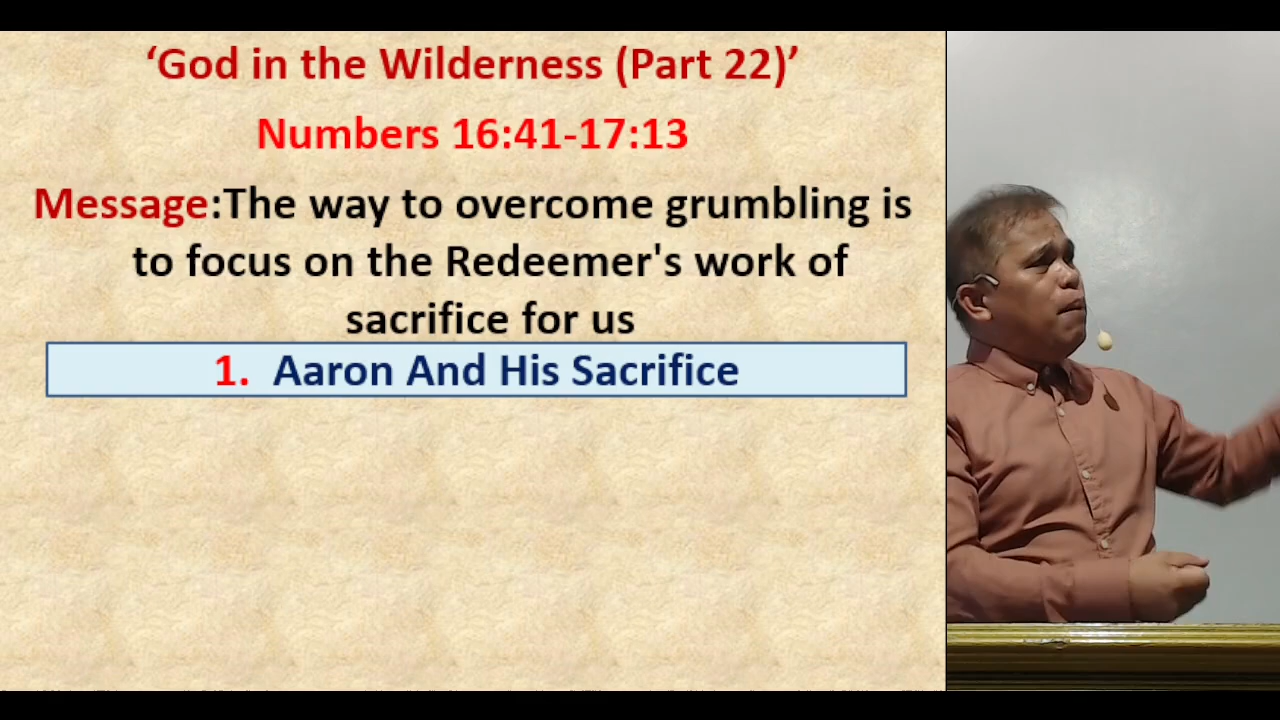 ‘God in the Wilderness (Part 22)’
Numbers 16:41-17:13
Message:The way to overcome grumbling is
to focus on the Redeemer's work of
sacrifice for us
1. Aaron And His Sacrifice